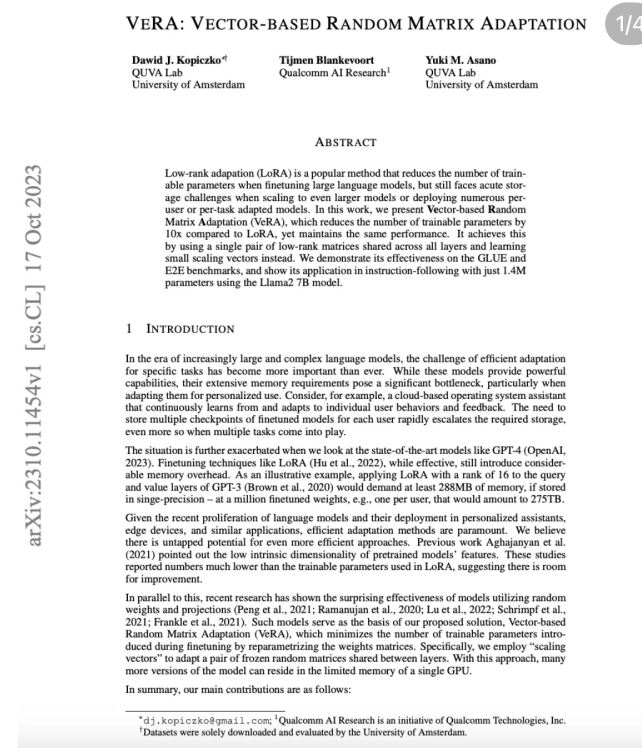 VERA: VECTOR-BASED RANDOM MATRIX ADAPTATION
1/4
Dawid J. Kopiczko*† Tijmen Blankevoort Yuki M. Asano
QUVA Lab Qualcomm AI Research¹ QUVA Lab
University of Amsterdam University of Amsterdam
ABSTRACT
Low-rank adapation (LoRA) is a popular method that reduces the number of train-
able parameters when finetuning large language models, but still faces acute stor-
age challenges when scaling to even larger models or deploying numerous per-
user or per-task adapted models. In this work, we present Vector-based Random
Matrix Adaptation (VeRA), which reduces the number of trainable parameters by
10x compared to LoRA, yet maintains the same performance. It achieves this
by using a single pair of low-rank matrices shared across all layers and learning
small scaling vectors instead. We demonstrate its effectiveness on the GLUE and
E2E benchmarks, and show its application in instruction-following with just 1.4M
parameters using the Llama2 7B model.
arXiv:2310.11454v1 [cs.CL] 17 Oct 2023
1 INTRODUCTION
In the era of increasingly large and complex language models, the challenge of efficient adaptation
for specific tasks has become more important than ever. While these models provide powerful
capabilities, their extensive memory requirements pose a significant bottleneck, particularly when
adapting them for personalized use. Consider, for example, a cloud-based operating system assistant
that continuously learns from and adapts to individual user behaviors and feedback. The need to
store multiple checkpoints of finetuned models for each user rapidly escalates the required storage,
even more so when multiple tasks come into play.
The situation is further exacerbated when we look at the state-of-the-art models like GPT-4 (OpenAI,
2023). Finetuning techniques like LoRA (Hu et al., 2022), while effective, still introduce consider-
able memory overhead. As an illustrative example, applying LoRA with a rank of 16 to the query
and value layers of GPT-3 (Brown et al., 2020) would demand at least 288MB of memory, if stored
in singe-precision – at a million finetuned weights, e.g., one per user, that would amount to 275TB.
Given the recent proliferation of language models and their deployment in personalized assistants,
edge devices, and similar applications, efficient adaptation methods are paramount. We believe
there is untapped potential for even more efficient approaches. Previous work Aghajanyan et al.
(2021) pointed out the low intrinsic dimensionality of pretrained models' features. These studies
reported numbers much lower than the trainable parameters used in LoRA, suggesting there is room
for improvement.
In parallel to this, recent research has shown the surprising effectiveness of models utilizing random
weights and projections (Peng et al., 2021; Ramanujan et al., 2020; Lu et al., 2022; Schrimpf et al.,
2021; Frankle et al., 2021). Such models serve as the basis of our proposed solution, Vector-based
Random Matrix Adaptation (VeRA), which minimizes the number of trainable parameters intro-
duced during finetuning by reparametrizing the weights matrices. Specifically, we employ “scaling
vectors” to adapt a pair of frozen random matrices shared between layers. With this approach, many
more versions of the model can reside in the limited memory of a single GPU.
In summary, our main contributions are as follows:
*dj.kopiczko@gmail.com; ¹Qualcomm AI Research is an initiative of Qualcomm Technologies, Inc.
†Datasets were solely downloaded and evaluated by the University of Amsterdam.